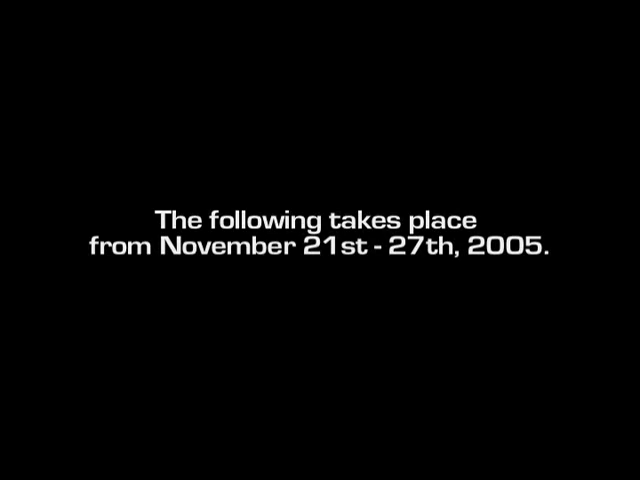 The following takes place
from November 21st - 27th, 2005.